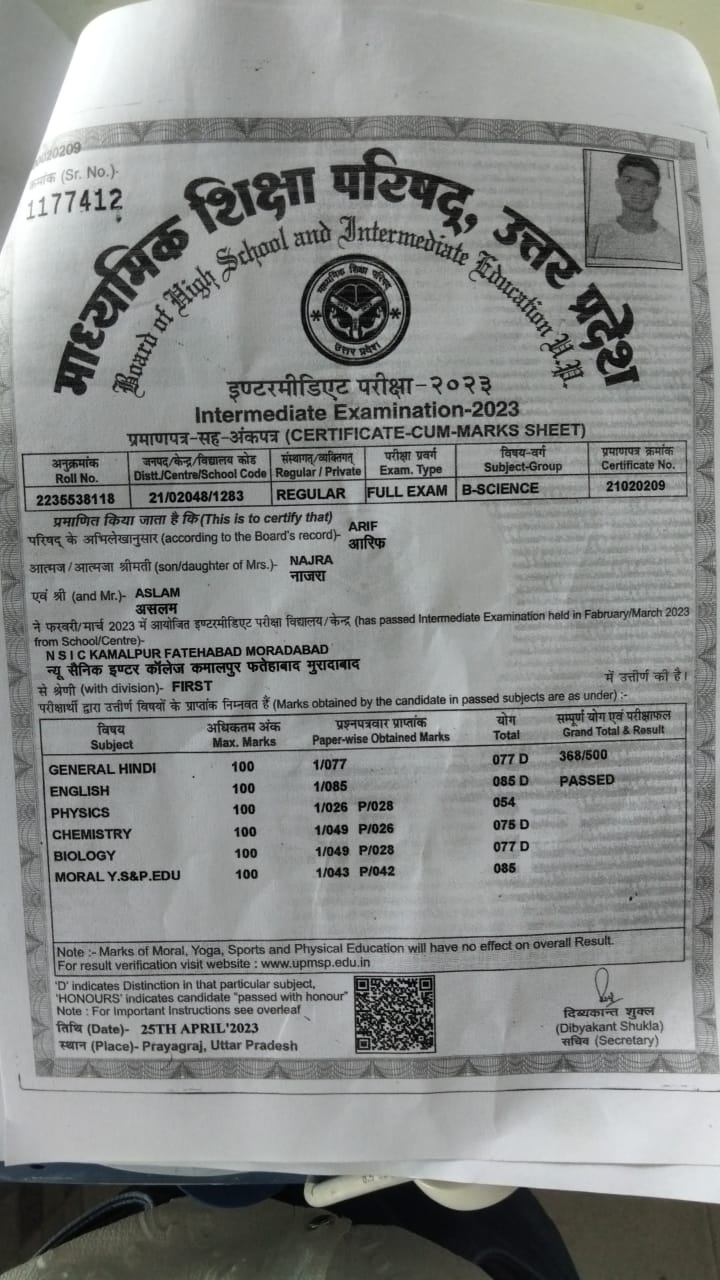 0020209
क्रमांक (Sr. No.)-
1177412
माध्यमिक शिक्षा परिषद्, उत्तर प्रदेश
Board of High School and Intermediate Education U.P.
माध्यमिक शिक्षा परिषद
उत्तर प्रदेश
इण्टरमीडिएट परीक्षा-२०२३
Intermediate Examination-2023
प्रमाणपत्र-सह-अंकपत्र (CERTIFICATE-CUM-MARKS SHEET)
अनुक्रमांक जनपद/केन्द्र/विद्यालय कोड संस्थागत/व्यक्तिगत परीक्षा प्रवर्ग विषय-वर्ग प्रमाणपत्र क्रमांक
Roll No. Distt./Centre/School Code Regular / Private Exam. Type Subject-Group Certificate No.
2235538118 21/02048/1283 REGULAR FULL EXAM B-SCIENCE 21020209
प्रमाणित किया जाता है कि(This is to certify that)
परिषद् के अभिलेखानुसार (according to the Board's record)- ARIF
आरिफ
आत्मज/आत्मजा श्रीमती (son/daughter of Mrs.)- NAJRA
नाजरा
एवं श्री (and Mr.)- ASLAM
असलम
ने फरवरी/मार्च 2023 में आयोजित इण्टरमीडिएट परीक्षा विद्यालय/केन्द्र (has passed Intermediate Examination held in Fabruary/March 2023
from School/Centre)-
N S I C KAMALPUR FATEHABAD MORADABAD
न्यू सैनिक इण्टर कॉलेज कमालपुर फतेहाबाद मुरादाबाद
से श्रेणी (with division)- FIRST में उत्तीर्ण की है।
परीक्षार्थी द्वारा उत्तीर्ण विषयों के प्राप्तांक निम्नवत हैं (Marks obtained by the candidate in passed subjects are as under) :-
विषय अधिकतम अंक प्रश्नपत्रवार प्राप्तांक योग सम्पूर्ण योग एवं परीक्षाफल
Subject Max. Marks Paper-wise Obtained Marks Total Grand Total & Result
GENERAL HINDI 100 1/077 077 D 368/500
ENGLISH 100 1/085 085 D PASSED
PHYSICS 100 1/026 P/028 054
CHEMISTRY 100 1/049 P/026 075 D
BIOLOGY 100 1/049 P/028 077 D
MORAL Y.S&P.EDU 100 1/043 P/042 085
Note :- Marks of Moral, Yoga, Sports and Physical Education will have no effect on overall Result.
For result verification visit website : www.upmsp.edu.in
'D' indicates Distinction in that particular subject,
'HONOURS' indicates candidate "passed with honour"
Note : For Important Instructions see overleaf
तिथि (Date)- 25TH APRIL'2023
स्थान (Place)- Prayagraj, Uttar Pradesh
दिब्यकान्त शुक्ल
(Dibyakant Shukla)
सचिव (Secretary)